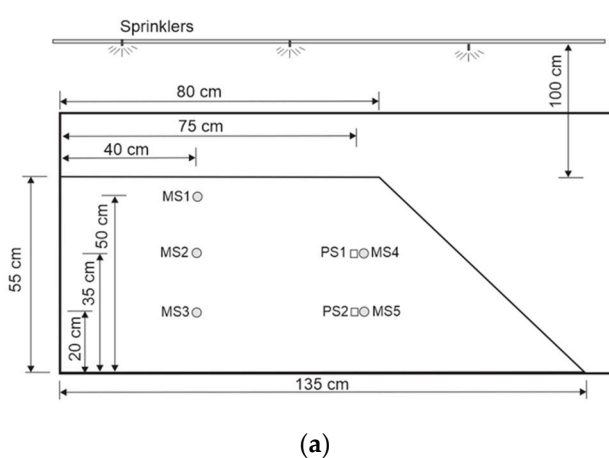 Sprinklers
80 cm
100 cm
75 cm
40 cm
MS1
50 cm
MS2
PS1 MS4
55 cm
35 cm
MS3
PS2 MS5
20 cm
135 cm
(a)